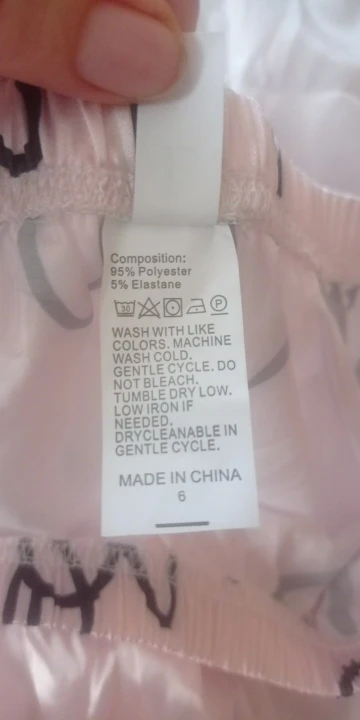 Composition:
95% Polyester
5% Elastane
30 P
WASH WITH LIKE
COLORS. MACHINE
WASH COLD.
GENTLE CYCLE. DO
NOT BLEACH.
TUMBLE DRY LOW.
LOW IRON IF
NEEDED.
DRYCLEANABLE IN
GENTLE CYCLE.
MADE IN CHINA
6